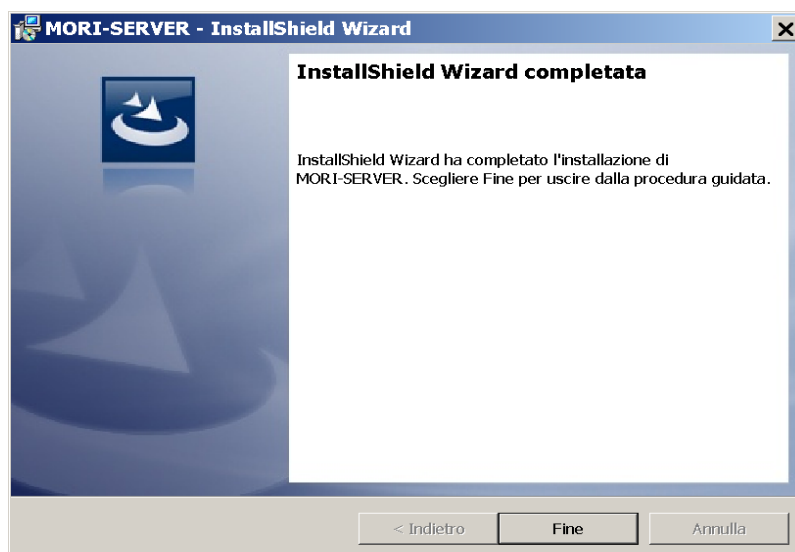 MORI-SERVER - InstallShield Wizard
InstallShield Wizard completata
InstallShield Wizard ha completato l'installazione di
MORI-SERVER. Scegliere Fine per uscire dalla procedura guidata.
< Indietro
Fine
Annulla